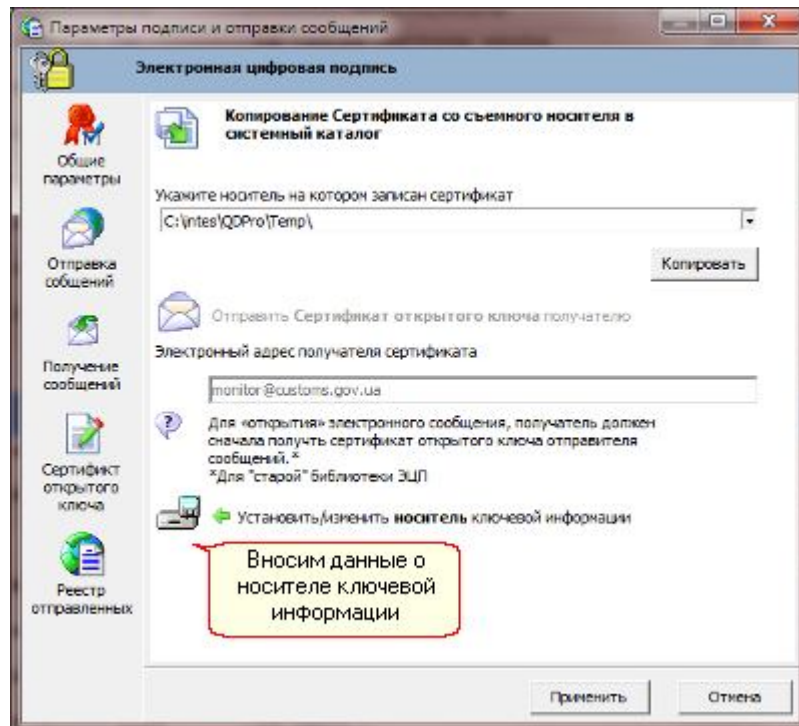 Параметры подписи и отправки сообщений
Электронная цифровая подпись
Общие
параметры
Отправка
сообщений
Получение
сообщений
Сертификт
открытого
ключа
Реестр
отправленных
Копирование Сертификата со съемного носителя в
системный каталог
Укажите носитель на котором записан сертификат
C:\intes\QDPro\Temp\
Копировать
Отправить Сертификат открытого ключа получателю
Электронный адрес получателя сертификата
monitor@customs.gov.ua
Для «открытия» электронного сообщения, получатель должен
сначала получть сертификат открытого ключа отправителя
сообщений.*
*Для "старой" библиотеки ЭЦП
Установить/изменить носитель ключевой информации
Вносим данные о
носителе ключевой
информации
Применить
Отмена